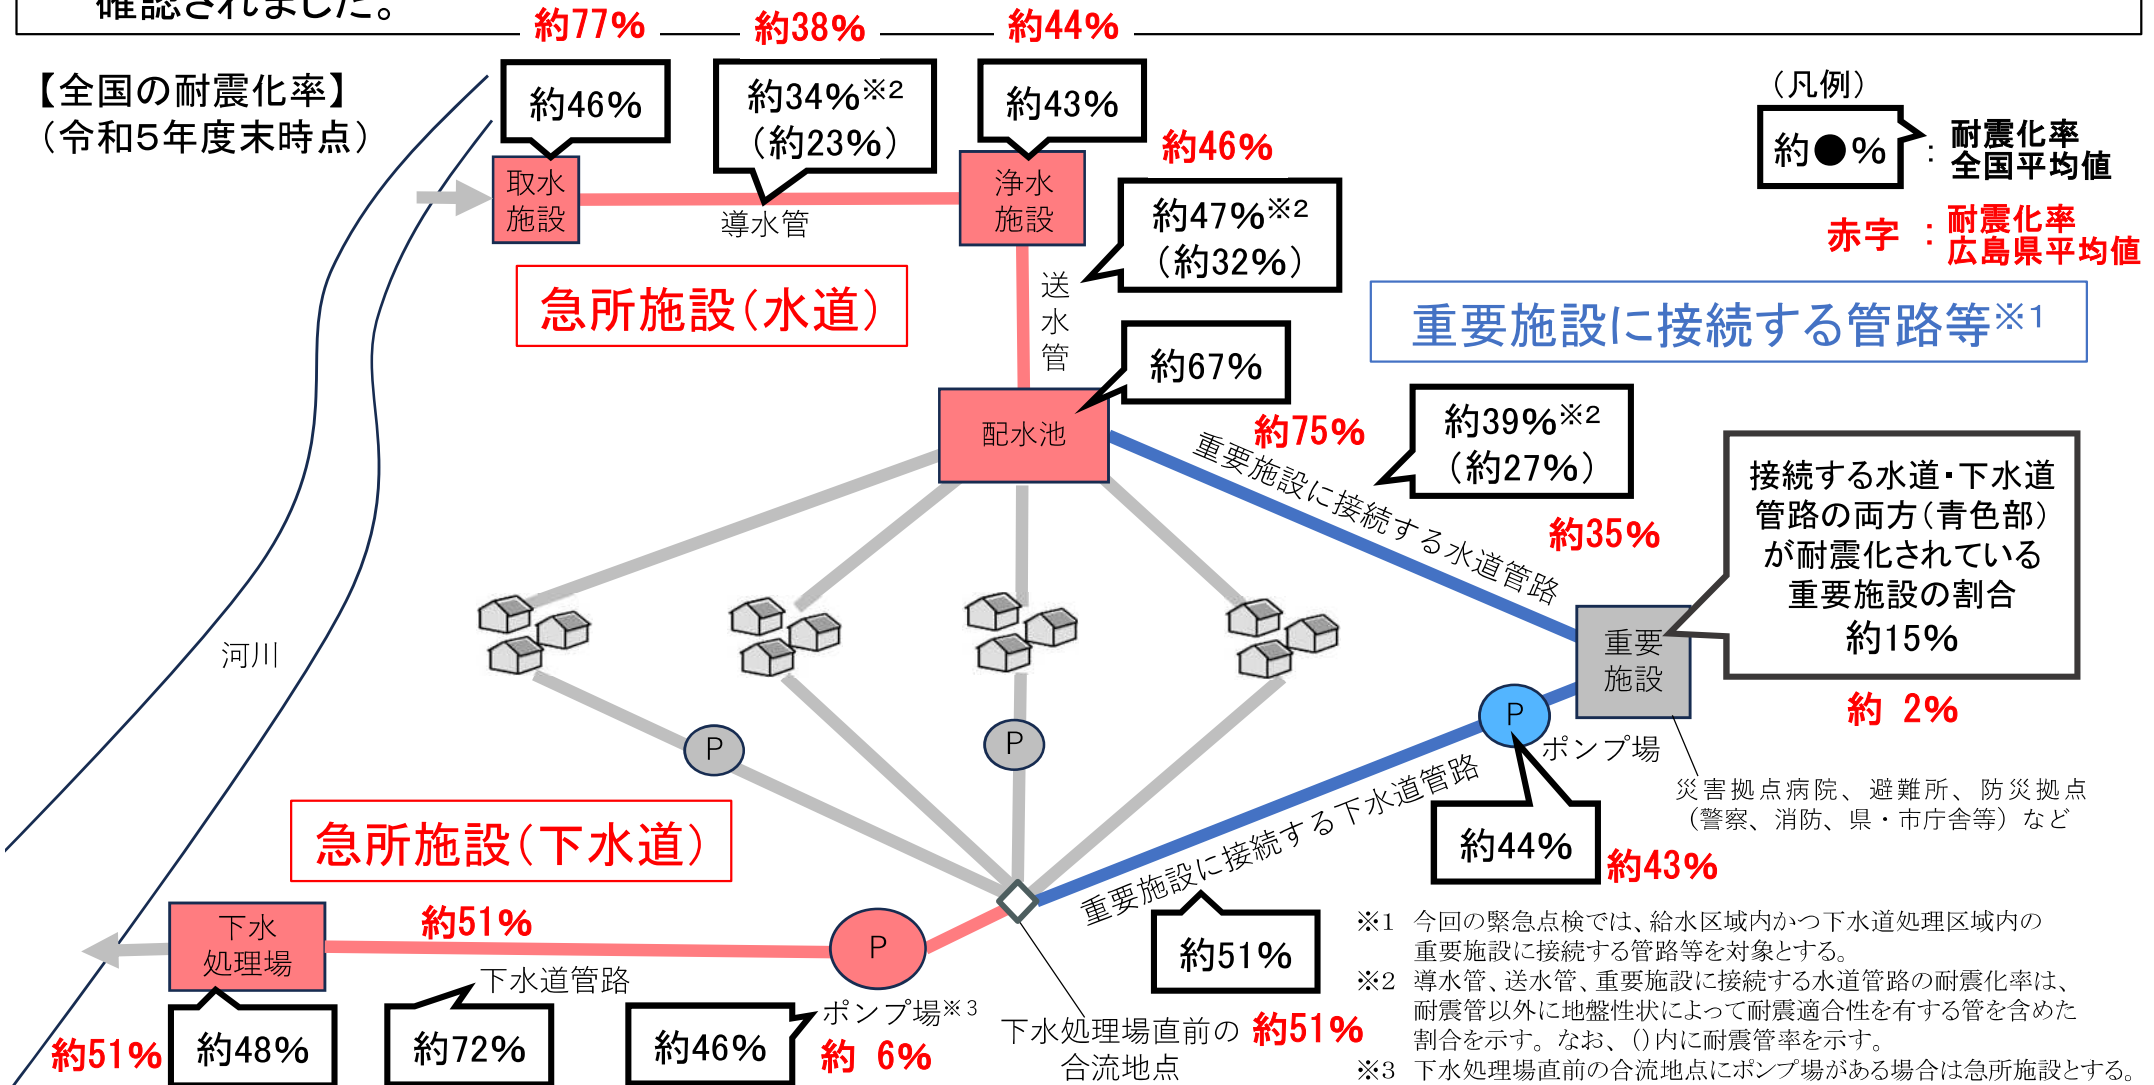 確認されました。
約77%
約38%
約44%
【全国の耐震化率】
（令和5年度末時点）
約46%
約34%※2
（約23%）
約43%
（凡例）
約●%
：
耐震化率
全国平均値
赤字
：
耐震化率
広島県平均値
取水
施設
導水管
浄水
施設
約46%
約47%※2
（約32%）
送
水
管
急所施設（水道）
重要施設に接続する管路等※1
約67%
配水池
約75%
約39%※2
（約27%）
約35%
重要施設に接続する水道管路
接続する水道・下水道
管路の両方（青色部）
が耐震化されている
重要施設の割合
約15%
約 2%
河川
重要
施設
P
P
P
ポンプ場
災害拠点病院、避難所、防災拠点
（警察、消防、県・市庁舎等）など
約44%
約43%
重要施設に接続する下水道管路
約51%
約51%
急所施設（下水道）
下水
処理場
約51%
下水道管路
P
ポンプ場※3
約51%
約48%
約72%
約46%
約 6%
下水処理場直前の
合流地点
※1 今回の緊急点検では、給水区域内かつ下水道処理区域内の
重要施設に接続する管路等を対象とする。
※2 導水管、送水管、重要施設に接続する水道管路の耐震化率は、
耐震管以外に地盤性状によって耐震適合性を有する管を含めた
割合を示す。なお、()内に耐震管率を示す。
※3 下水処理場直前の合流地点にポンプ場がある場合は急所施設とする。